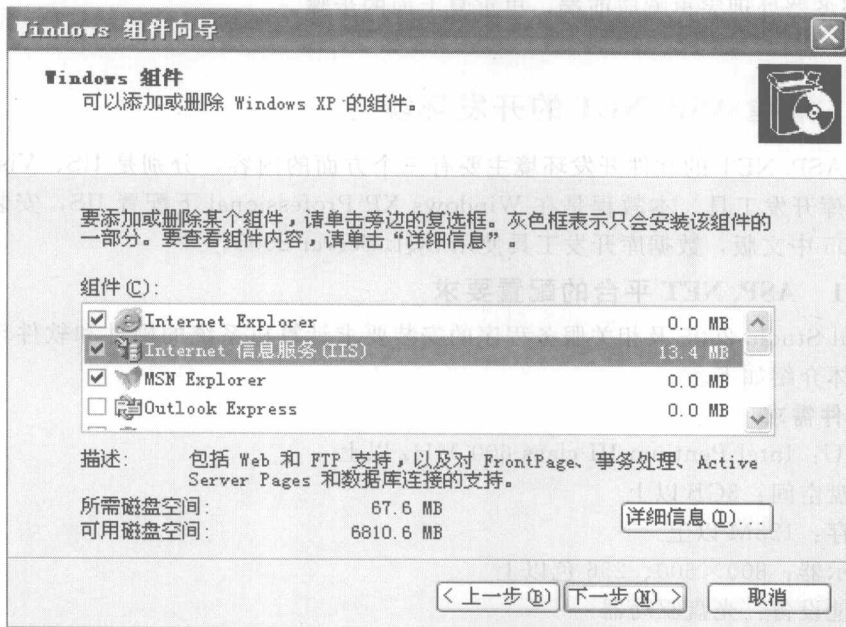 Windows 组件向导
Windows 组件
可以添加或删除 Windows XP 的组件。
要添加或删除某个组件，请单击旁边的复选框。灰色框表示只会安装该组件的
一部分。要查看组件内容，请单击“详细信息”。
组件(C):
Internet Explorer 0.0 MB
Internet 信息服务(IIS) 13.4 MB
MSN Explorer 0.0 MB
Outlook Express 0.0 MB
描述: 包括 Web 和 FTP 支持，以及对 FrontPage、事务处理、Active
Server Pages 和数据库连接的支持。
所需磁盘空间: 67.6 MB
可用磁盘空间: 6810.6 MB
详细信息(D)...
< 上一步(B) 下一步(N) > 取消